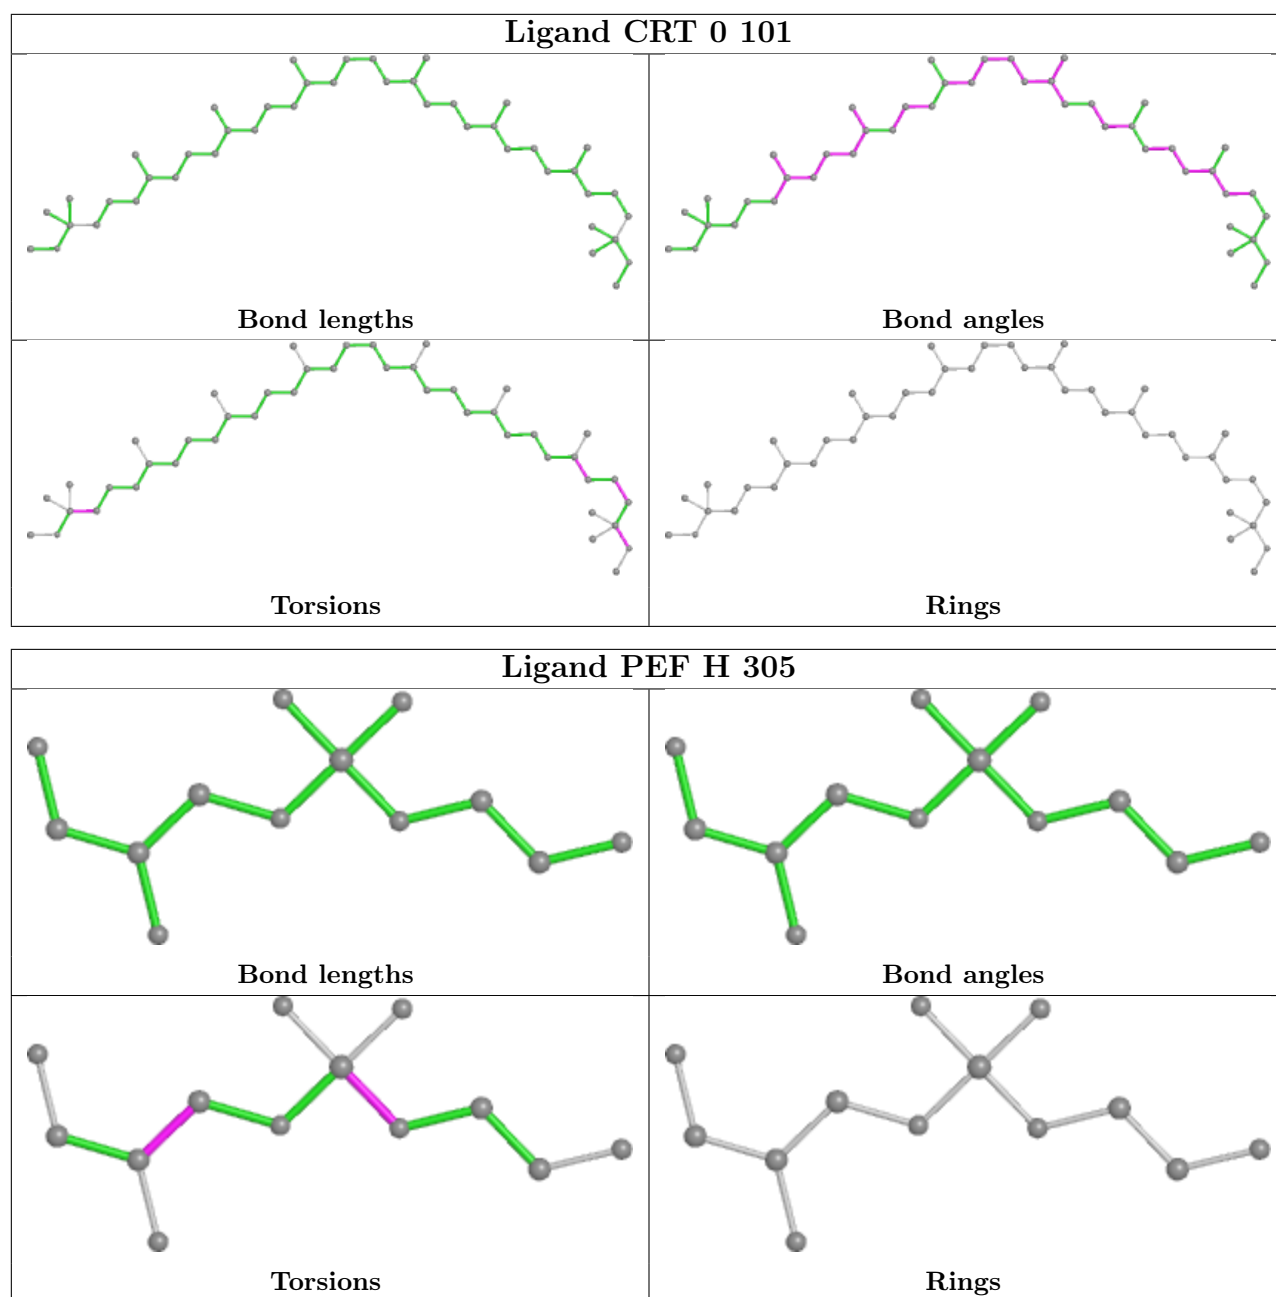 Ligand CRT 0 101
Bond lengths
Bond angles
Torsions
Rings
Ligand PEF H 305
Bond lengths
Bond angles
Torsions
Rings